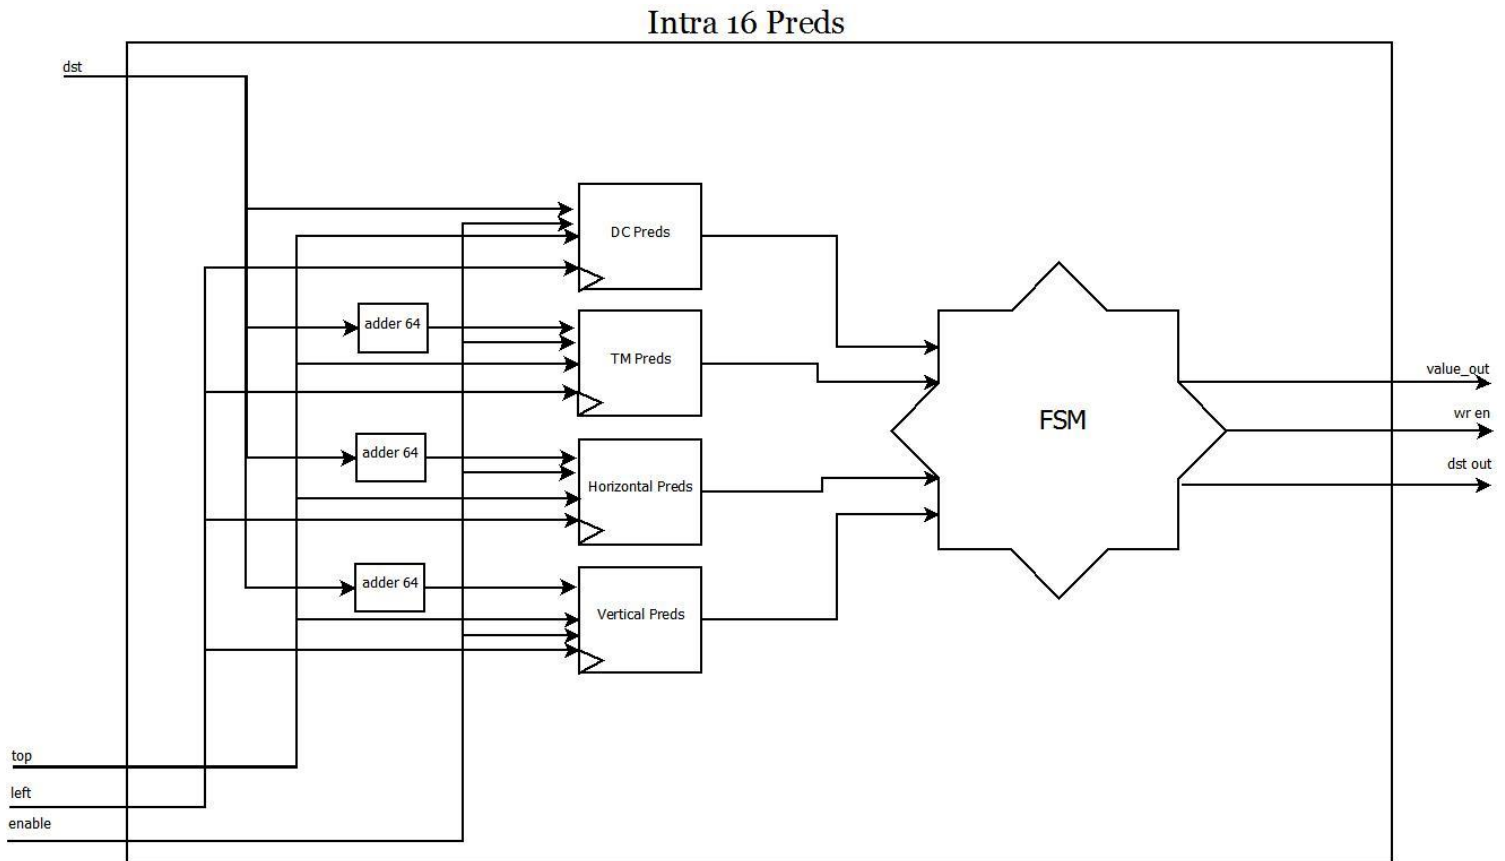 Intra 16 Preds
dst
DC Preds
adder 64
TM Preds
value_out
wr en
FSM
adder 64
dst out
Horizontal Preds
adder 64
Vertical Preds
top
left
enable